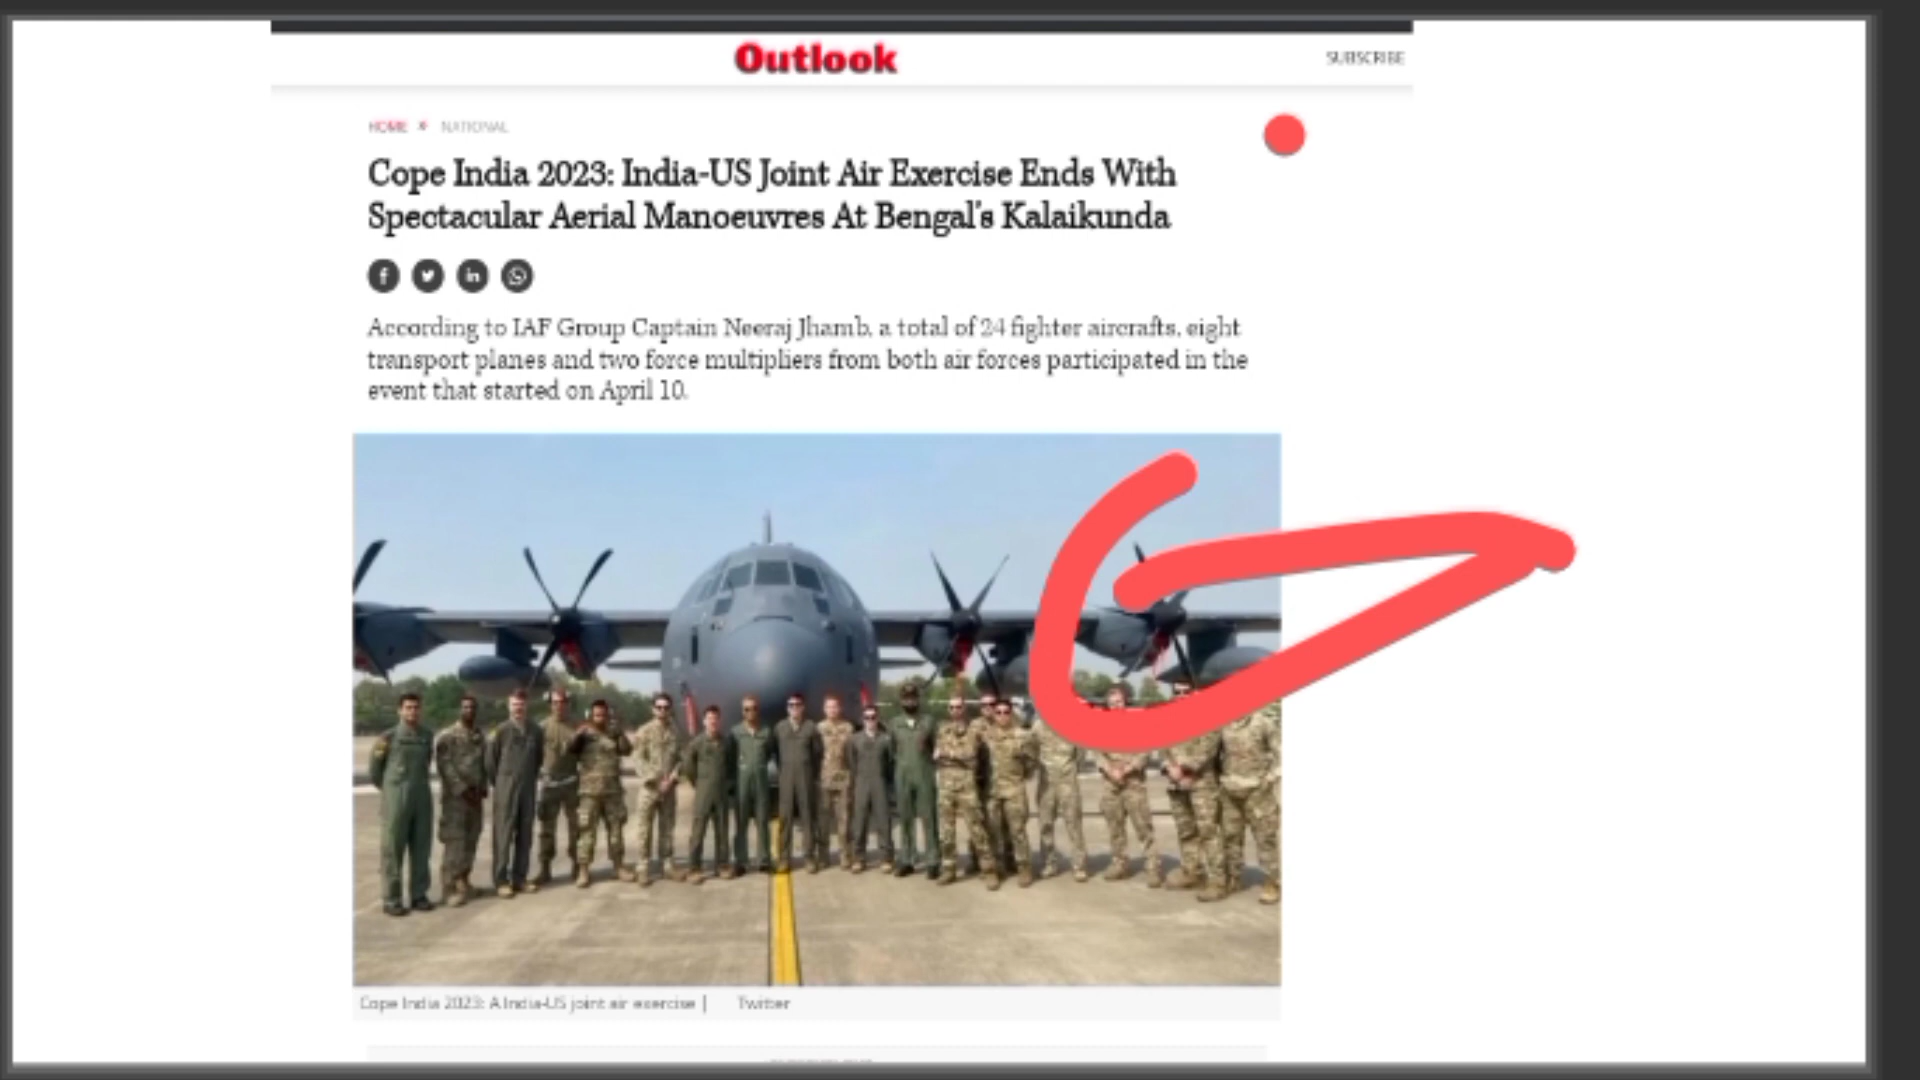 Outlook
SUBSCRIBE
HOME » NATIONAL
Cope India 2023: India-US Joint Air Exercise Ends With
Spectacular Aerial Manoeuvres At Bengal's Kalaikunda
According to IAF Group Captain Neeraj Jhamb, a total of 24 fighter aircrafts, eight
transport planes and two force multipliers from both air forces participated in the
event that started on April 10.
Cope India 2023: A India-US joint air exercise | Twitter